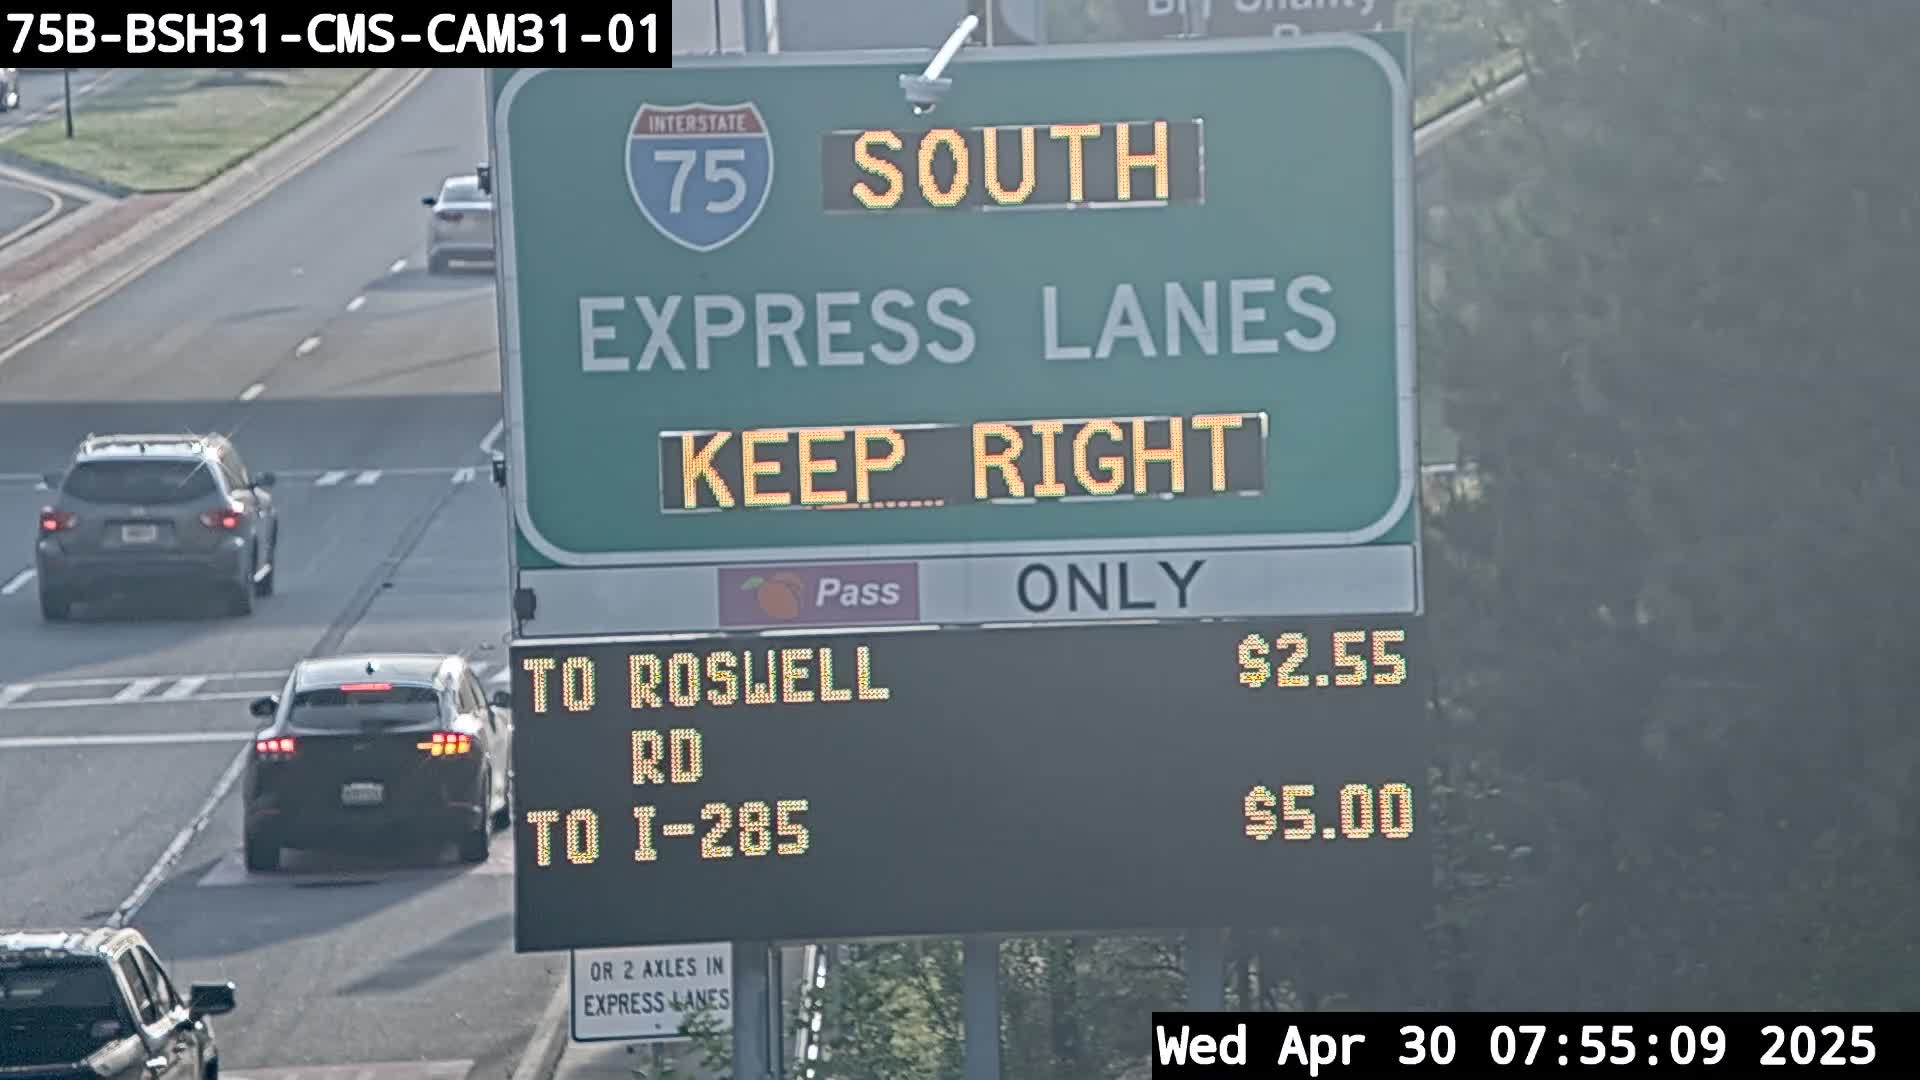 75B-BSH31-CMS-CAM31-01
INTERSTATE
75
SOUTH
EXPRESS LANES
KEEP RIGHT
Pass ONLY
TO ROSWELL $2.55
RD
TO I-285 $5.00
OR 2 AXLES IN
EXPRESS LANES
Wed Apr 30 07:55:09 2025